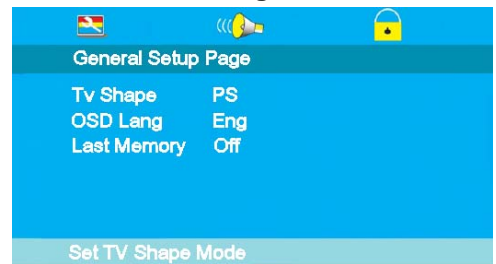 General Setup Page
Tv Shape PS
OSD Lang Eng
Last Memory Off
Set TV Shape Mode